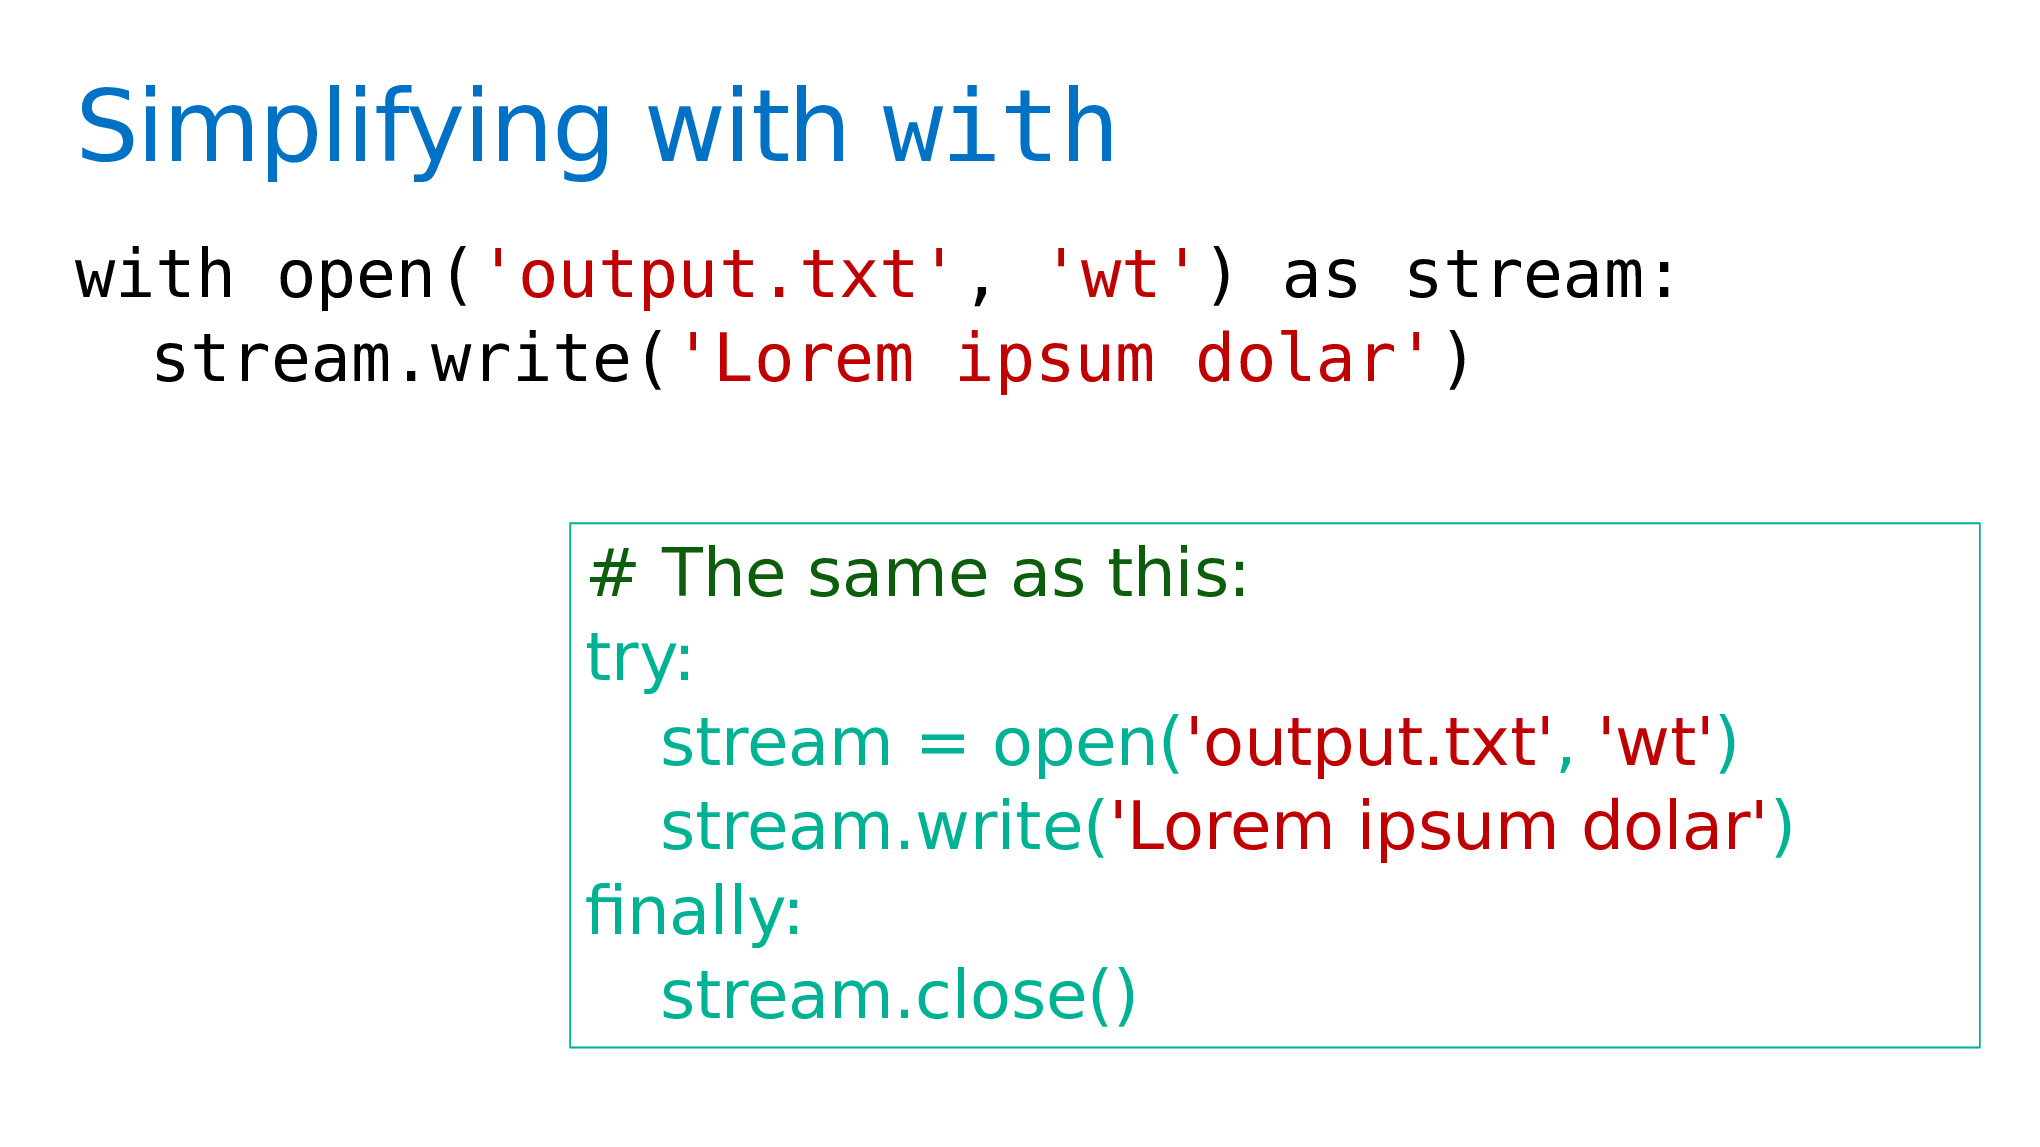 Simplifying with with
with open('output.txt', 'wt') as stream:
stream.write('Lorem ipsum dolar')
# The same as this:
try:
stream = open('output.txt', 'wt')
stream.write('Lorem ipsum dolar')
finally:
stream.close()